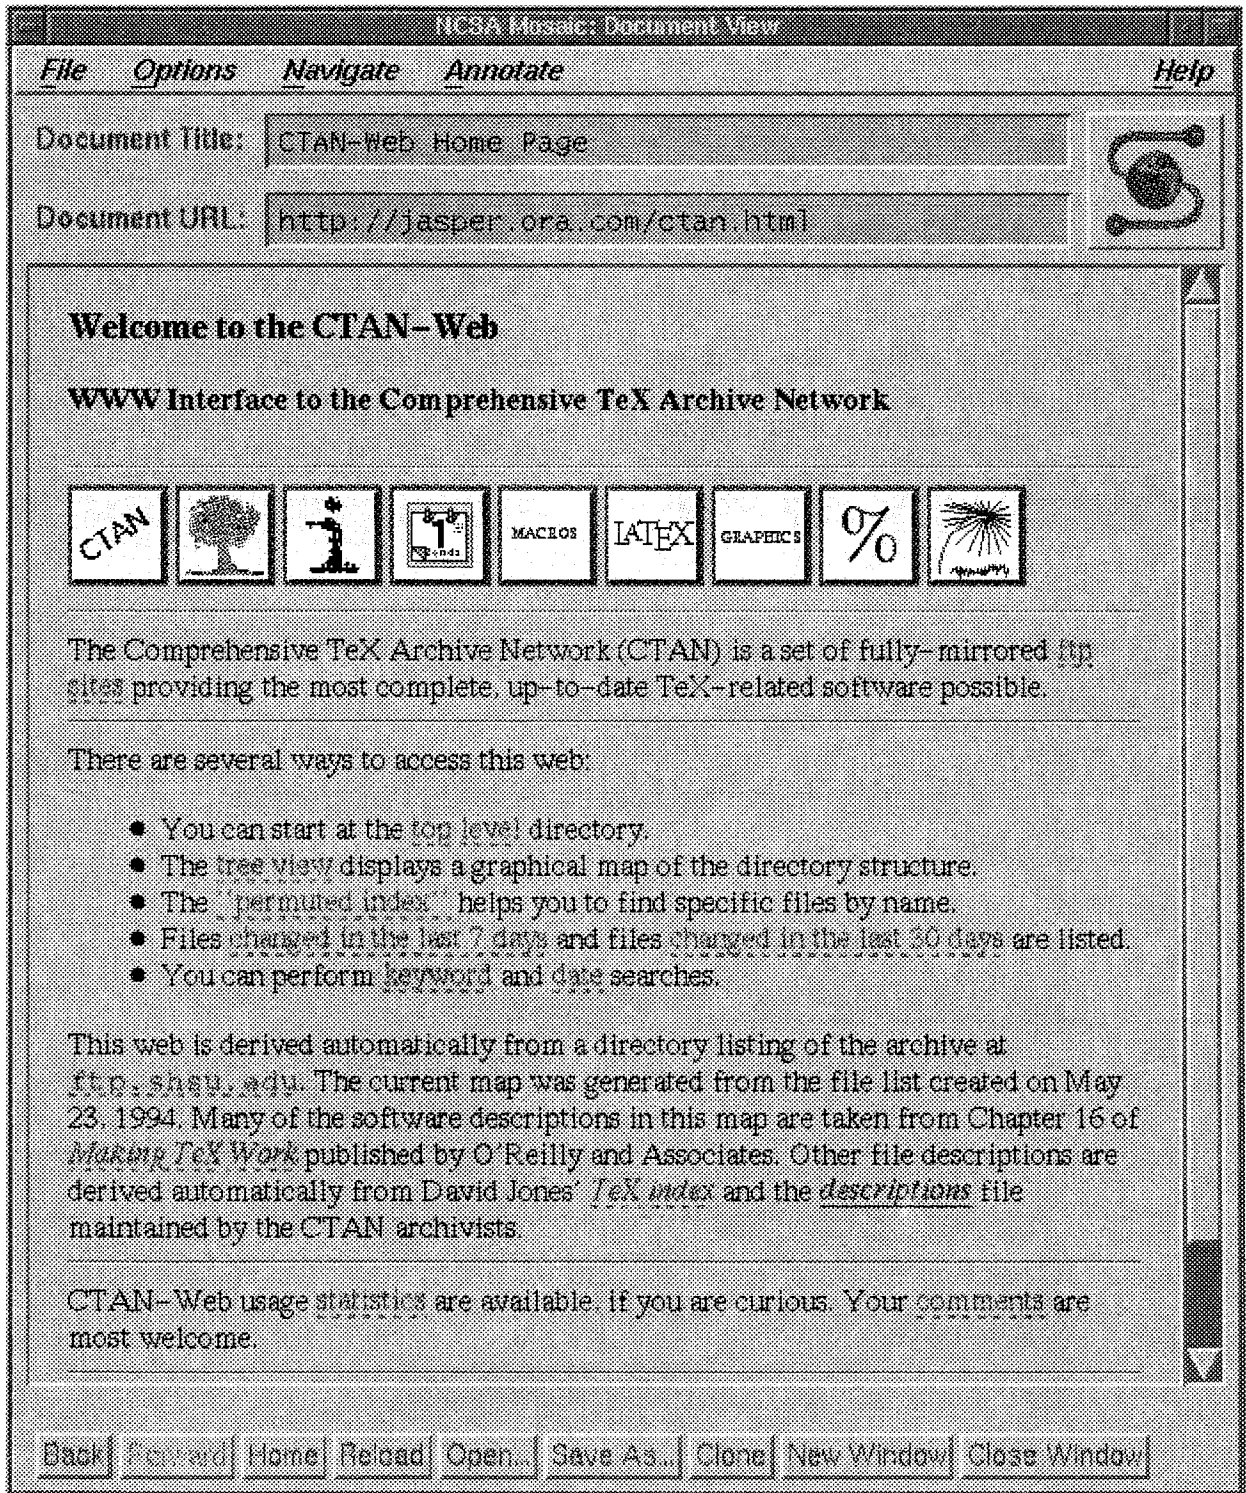 NCSA Mosaic: Document View
File Options Navigate Annotate Help
Document Title: CTAN-Web Home Page
Document URL: http://jasper.ora.com/ctan.html
Welcome to the CTAN-Web
WWW Interface to the Comprehensive TeX Archive Network
CTAN 1 MACROS LATEX GRAPHICS %
The Comprehensive TeX Archive Network (CTAN) is a set of fully-mirrored ftp
sites providing the most complete, up-to-date TeX-related software possible.
There are several ways to access this web:
• You can start at the top level directory.
• The tree view displays a graphical map of the directory structure.
• The ``permuted index'' helps you to find specific files by name.
• Files changed in the last 7 days and files changed in the last 30 days are listed.
• You can perform keyword and date searches.
This web is derived automatically from a directory listing of the archive at
ftp.shsu.edu. The current map was generated from the file list created on May
23, 1994. Many of the software descriptions in this map are taken from Chapter 16 of
Making TeX Work published by O'Reilly and Associates. Other file descriptions are
derived automatically from David Jones' TeX index and the descriptions file
maintained by the CTAN archivists.
CTAN-Web usage statistics are available, if you are curious. Your comments are
most welcome.
Back Forward Home Reload Open... Save As... Clone New Window Close Window